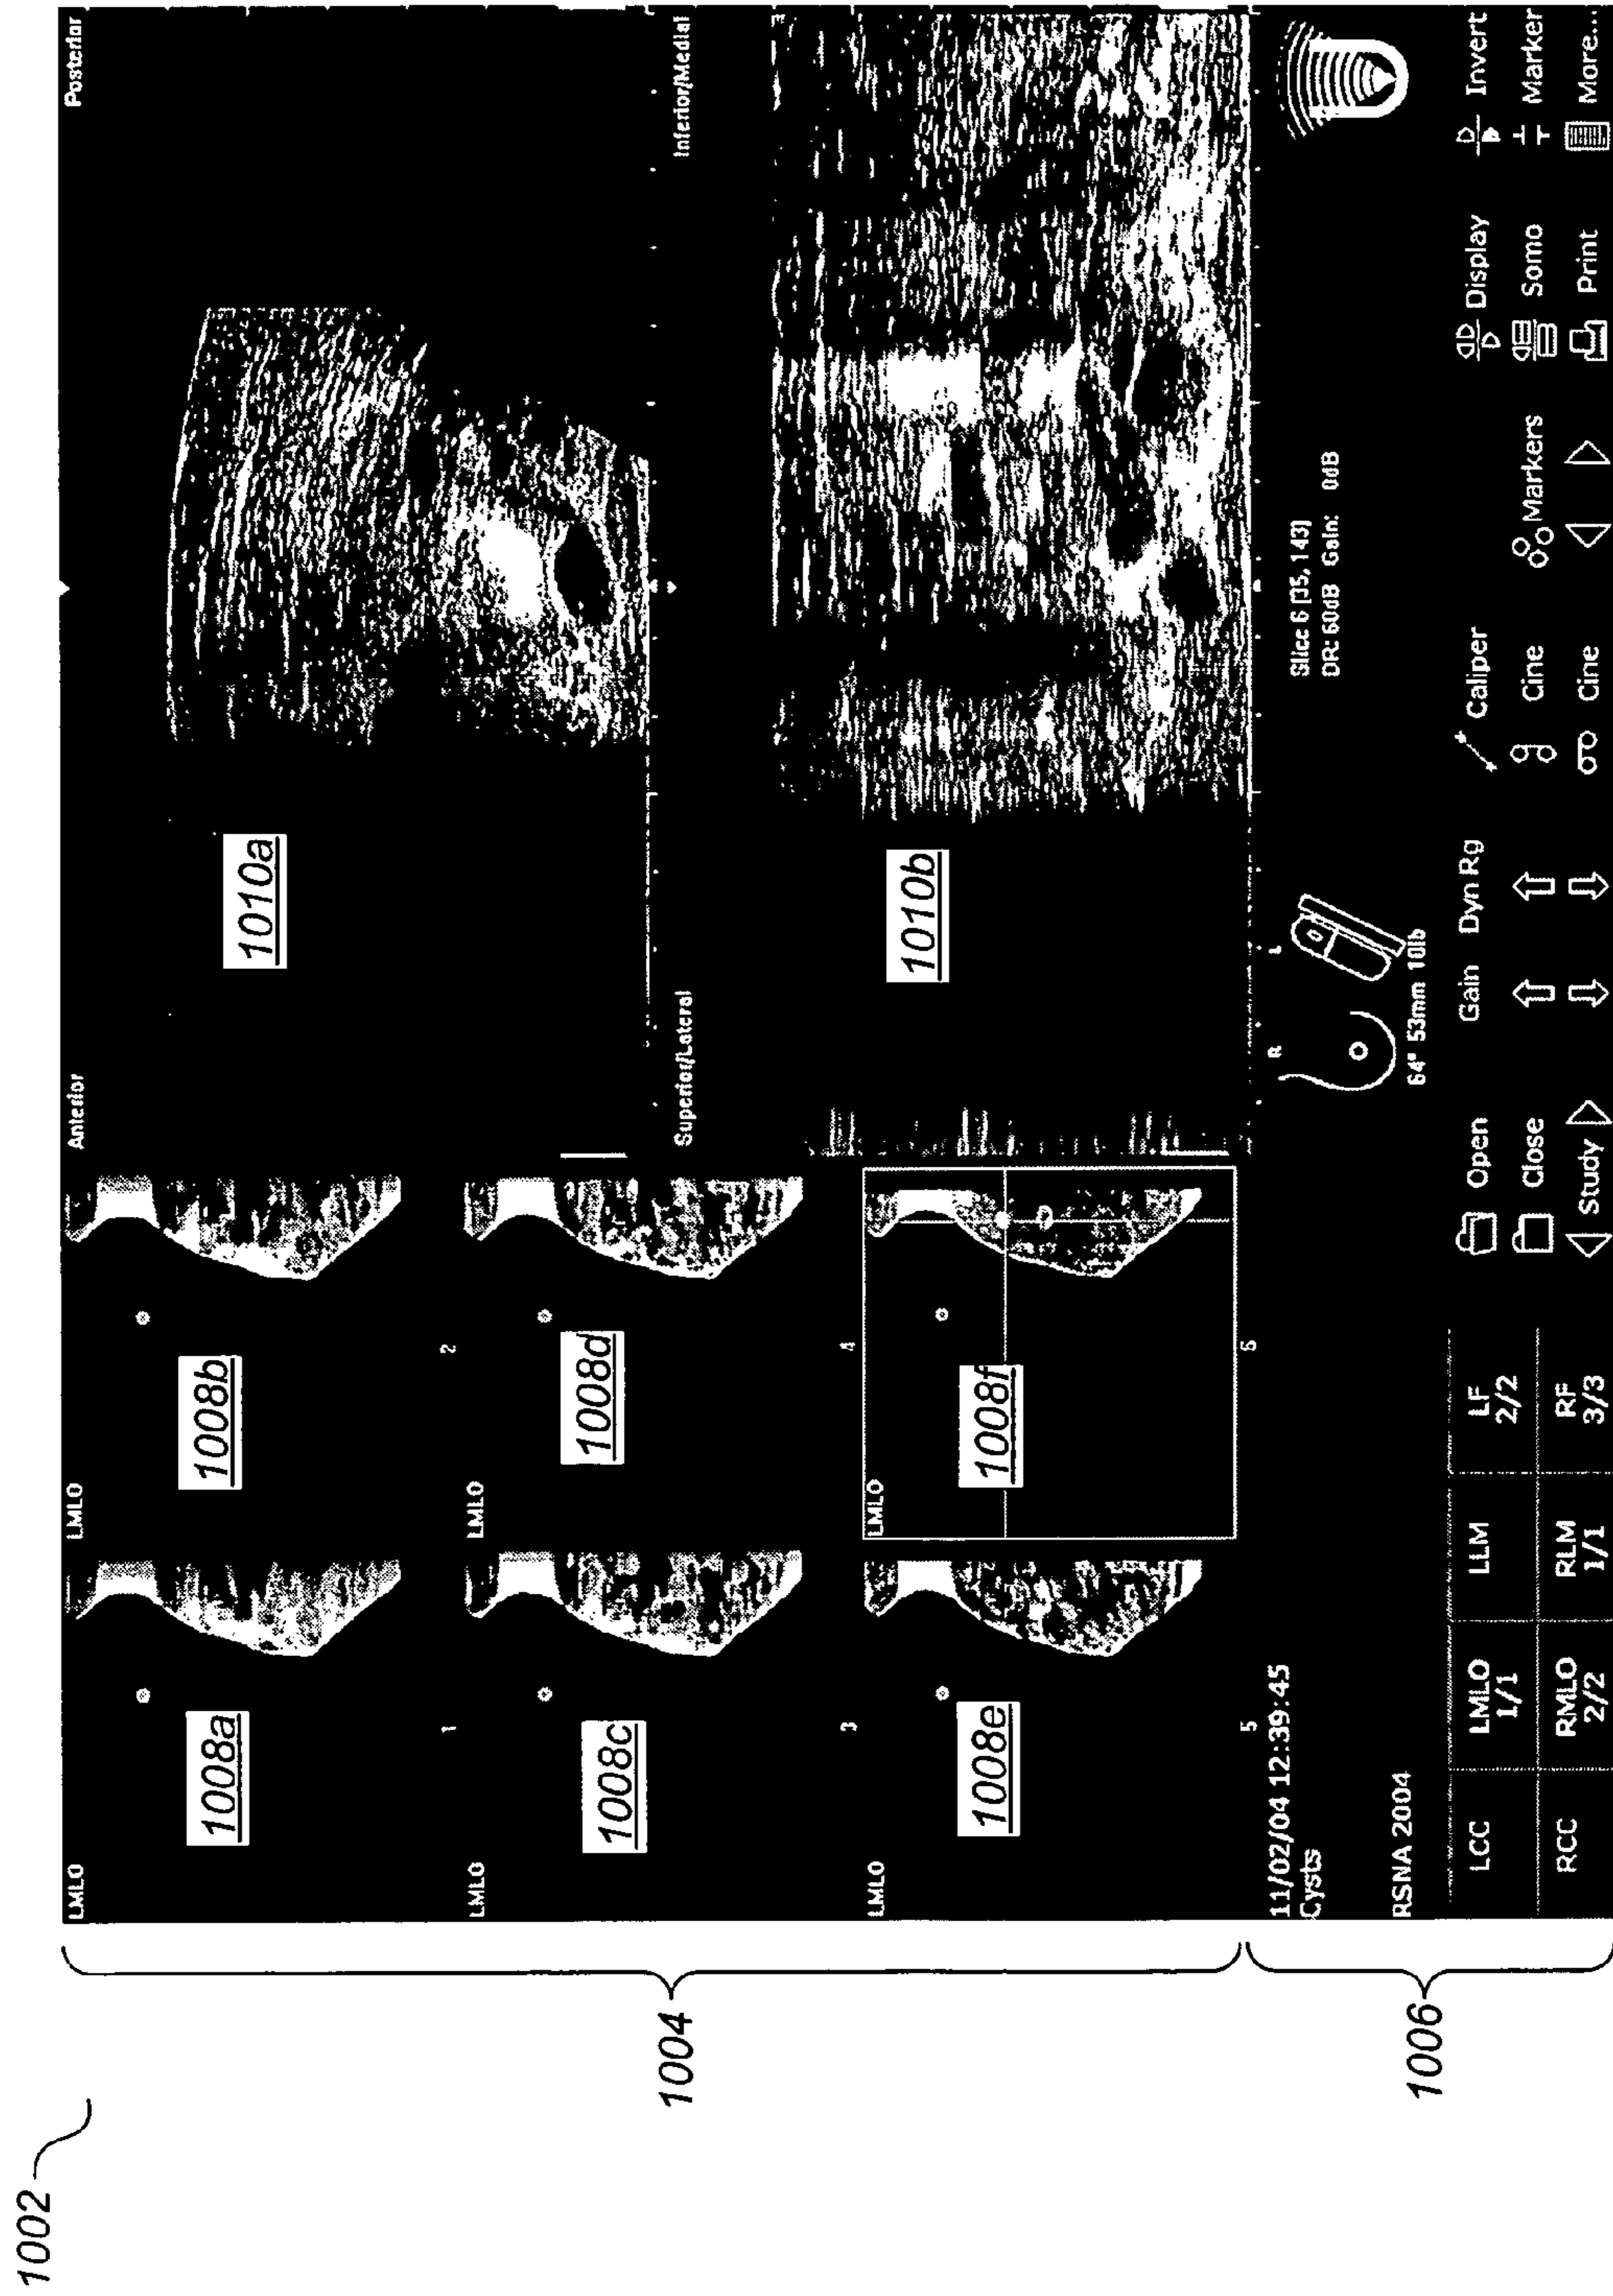 1002
1004
1006
LMLO
1008a
1
LMLO
1008b
2
LMLO
1008c
3
LMLO
1008d
4
LMLO
1008e
5
LMLO
1008f
6
Anterior
Posterior
1010a
Superior/Lateral
Inferior/Medial
1010b
11/02/04 12:39:45
Cysts
RSNA 2004
R
L
64° 53mm 10lb
Slice 6 [35, 143]
DR: 60dB Gain: 0dB
LCC
LMLO
1/1
LLM
LF
2/2
RCC
RMLO
2/2
RLM
1/1
RF
3/3
Open
Close
Study
Gain
Dyn Rg
Caliper
Cine
Cine
Markers
Display
Somo
Print
Invert
Marker
More...